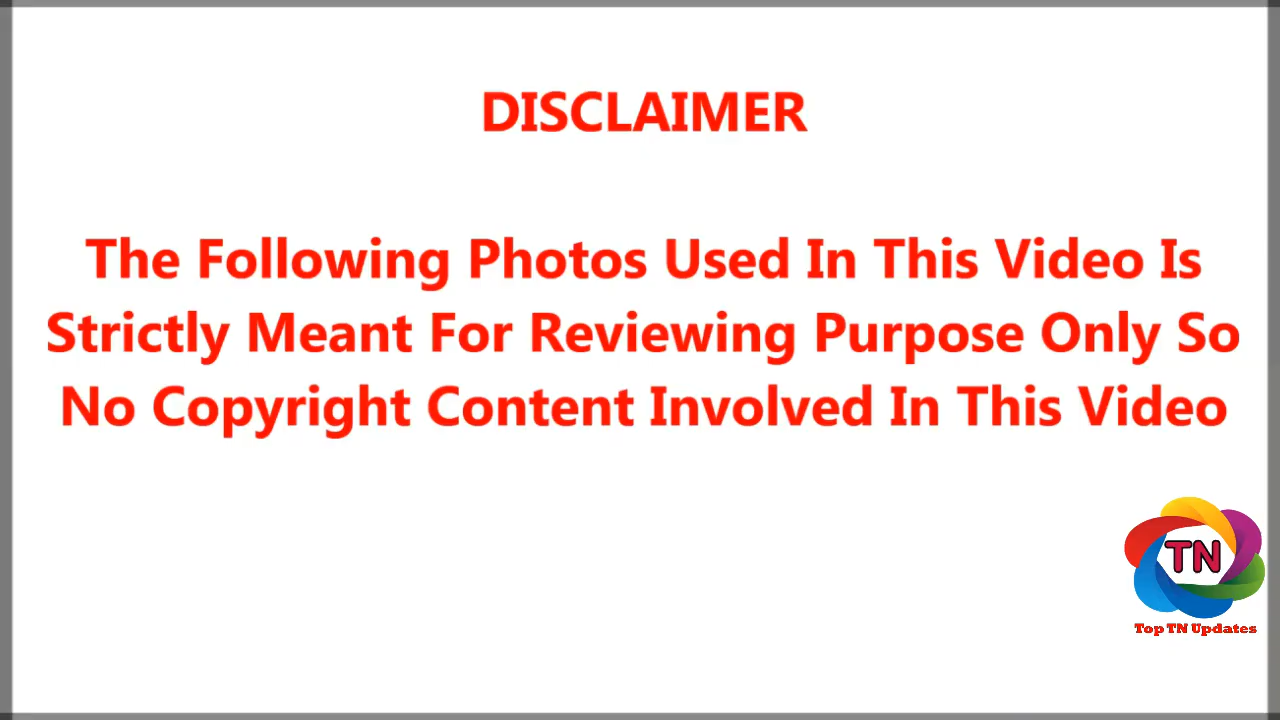 DISCLAIMER
The Following Photos Used In This Video Is
Strictly Meant For Reviewing Purpose Only So
No Copyright Content Involved In This Video
TN
Top TN Updates